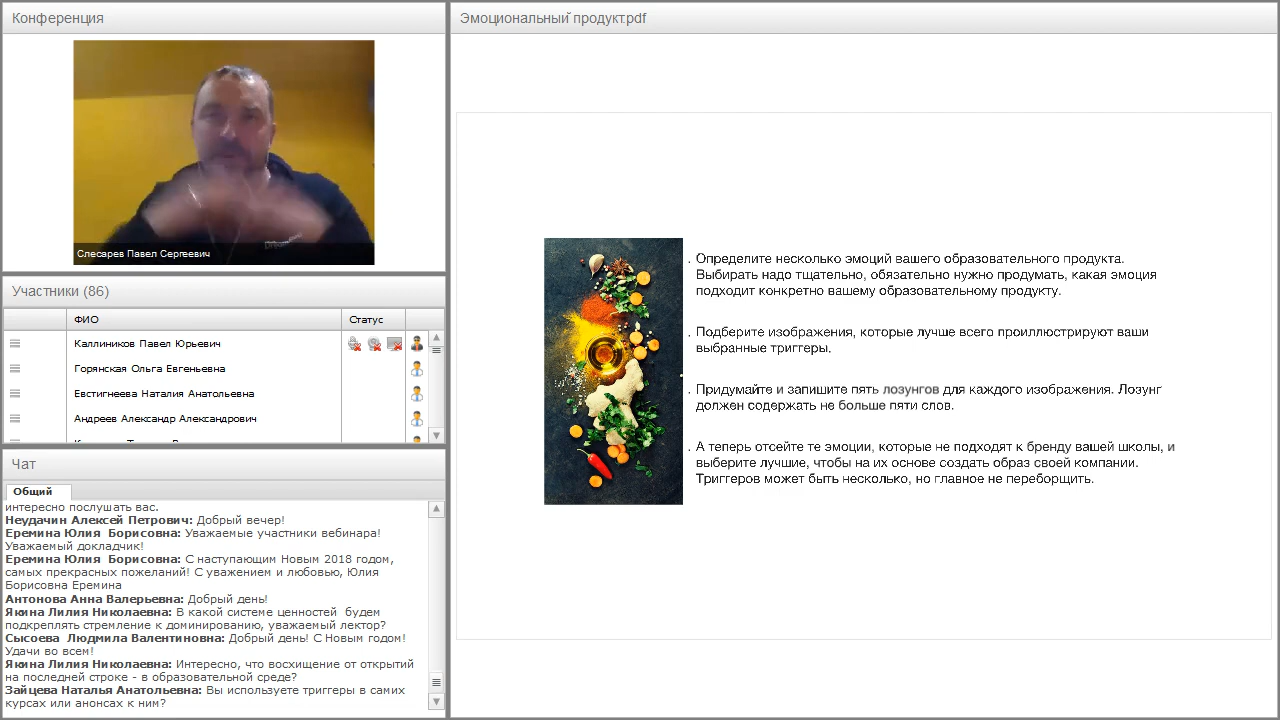 Конференция
Слесарев Павел Сергеевич
Участники (86)
ФИО
Статус
Каллиников Павел Юрьевич
Горянская Ольга Евгеньевна
Евстигнеева Наталия Анатольевна
Андреев Александр Александрович
Чат
Общий
интересно послушать вас.
Неудачин Алексей Петрович: Добрый вечер!
Еремина Юлия Борисовна: Уважаемые участники вебинара!
Уважаемый докладчик!
Еремина Юлия Борисовна: С наступающим Новым 2018 годом,
самых прекрасных пожеланий! С уважением и любовью, Юлия
Борисовна Еремина
Антонова Анна Валерьевна: Добрый день!
Якина Лилия Николаевна: В какой системе ценностей будем
подкреплять стремление к доминированию, уважаемый лектор?
Сысоева Людмила Валентиновна: Добрый день! С Новым годом!
Удачи во всем!
Якина Лилия Николаевна: Интересно, что восхищение от открытий
на последней строке - в образовательной среде?
Зайцева Наталья Анатольевна: Вы используете триггеры в самих
курсах или анонсах к ним?
Эмоциональный продукт.pdf
. Определите несколько эмоций вашего образовательного продукта.
Выбирать надо тщательно, обязательно нужно продумать, какая эмоция
подходит конкретно вашему образовательному продукту.
. Подберите изображения, которые лучше всего проиллюстрируют ваши
выбранные триггеры.
. Придумайте и запишите пять лозунгов для каждого изображения. Лозунг
должен содержать не больше пяти слов.
. А теперь отсейте те эмоции, которые не подходят к бренду вашей школы, и
выберите лучшие, чтобы на их основе создать образ своей компании.
Триггеров может быть несколько, но главное не переборщить.